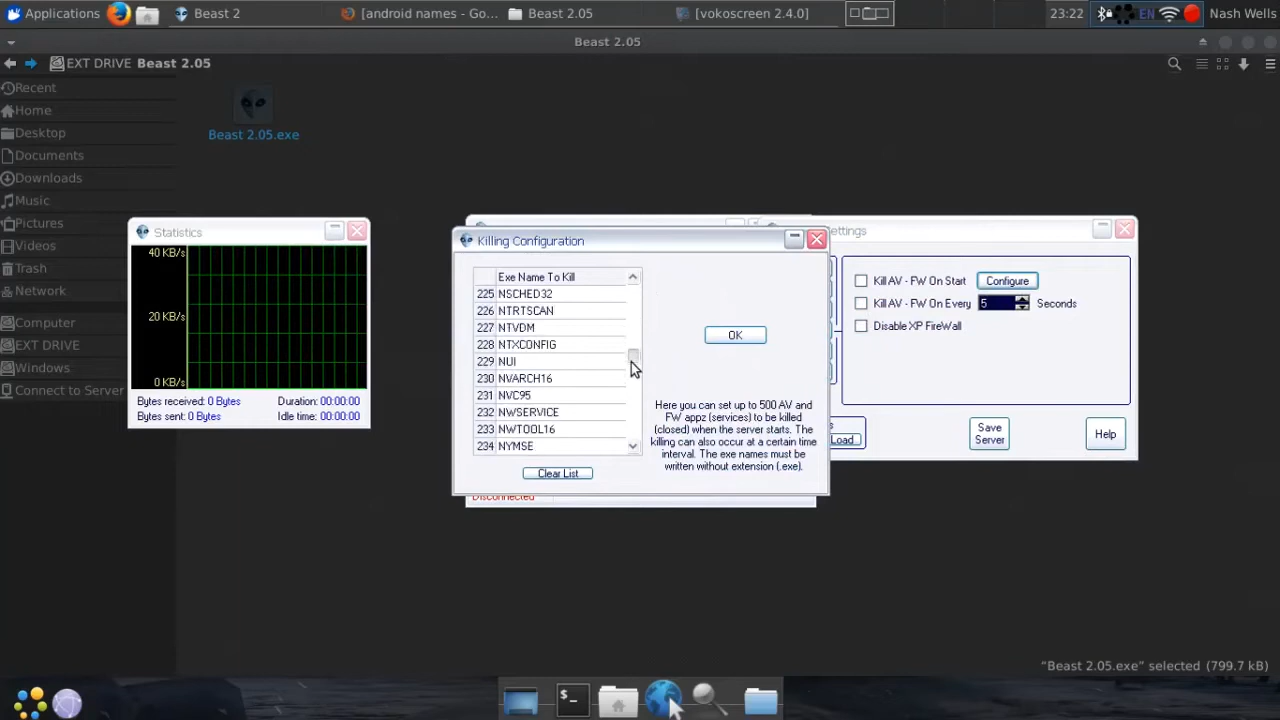 Applications
Beast 2
[android names - Go...
Beast 2.05
[vokoscreen 2.4.0]
23:22
EN
Nash Wells
Beast 2.05
EXT DRIVE Beast 2.05
Recent
Home
Desktop
Documents
Downloads
Music
Pictures
Videos
Trash
Network
Computer
EXT DRIVE
Windows
Connect to Server
Beast 2.05.exe
Statistics
40 KB/s
20 KB/s
0 KB/s
Bytes received: 0 Bytes
Duration: 00:00:00
Bytes sent: 0 Bytes
Idle time: 00:00:00
Killing Configuration
Exe Name To Kill
225 NSCHED32
226 NTRTSCAN
227 NTVDM
228 NTXCONFIG
229 NUI
230 NVARCH16
231 NVC95
232 NWSERVICE
233 NWTOOL16
234 NYMSE
Clear List
OK
Here you can set up to 500 AV and
FW appz (services) to be killed
(closed) when the server starts. The
killing can also occur at a certain time
interval. The exe names must be
written without extension (.exe).
Disconnected
ettings
Kill AV - FW On Start
Configure
Kill AV - FW On Every
5
Seconds
Disable XP FireWall
s
Load
Save
Server
Help
"Beast 2.05.exe" selected (799.7 kB)
>_